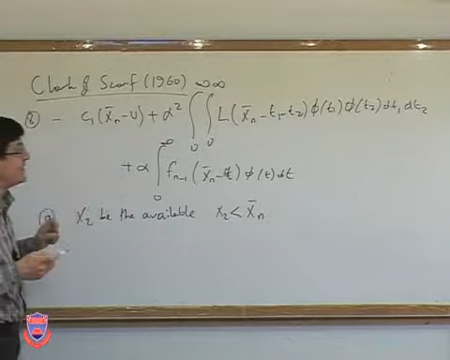 Clark & Scarf (1960)
(b) - c₁(x̄ₙ-u) + α² ∫₀^∞ ∫₀^∞ L(x̄ₙ-t₁-t₂) ϕ(t₁) ϕ(t₂) dt₁ dt₂
+ α ∫₀^∞ fₙ₋₁(x̄ₙ-t) ϕ(t) dt
(a) x₂ be the available x₂ < x̄ₙ